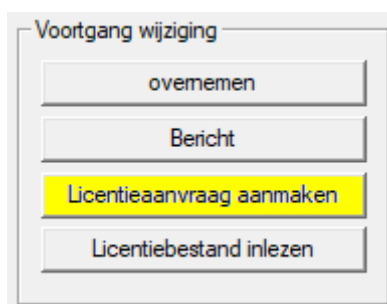 Voortgang wijziging
overnemen
Bericht
Licentieaanvraag aanmaken
Licentiebestand inlezen